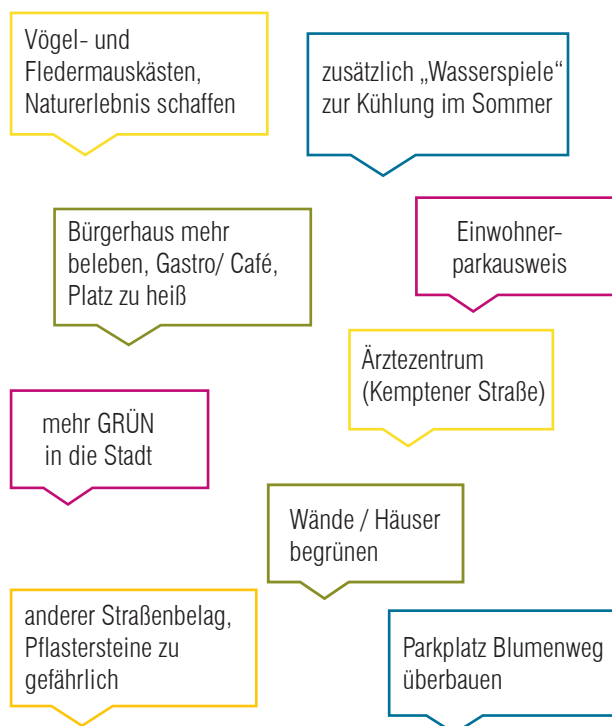 Vögel- und
Fledermauskästen,
Naturerlebnis schaffen
zusätzlich „Wasserspiele“
zur Kühlung im Sommer
Bürgerhaus mehr
beleben, Gastro/ Café,
Platz zu heiß
Einwohner-
parkausweis
Ärztezentrum
(Kemptener Straße)
mehr GRÜN
in die Stadt
Wände / Häuser
begrünen
anderer Straßenbelag,
Pflastersteine zu
gefährlich
Parkplatz Blumenweg
überbauen